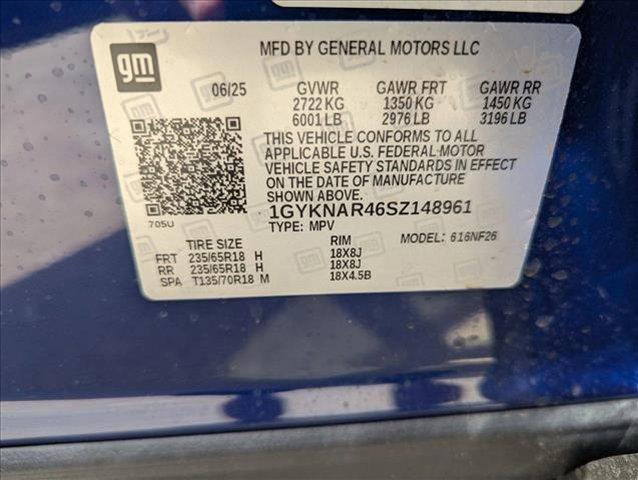 gm
MFD BY GENERAL MOTORS LLC
06/25 GVWR GAWR FRT GAWR RR
2722 KG 1350 KG 1450 KG
6001 LB 2976 LB 3196 LB
THIS VEHICLE CONFORMS TO ALL
APPLICABLE U.S. FEDERAL MOTOR
VEHICLE SAFETY STANDARDS IN EFFECT
ON THE DATE OF MANUFACTURE
SHOWN ABOVE.
1GYKNAR46SZ148961
705U
TYPE: MPV MODEL: 616NF26
TIRE SIZE RIM
FRT 235/65R18 H 18X8J
RR 235/65R18 H 18X8J
SPA T135/70R18 M 18X4.5B